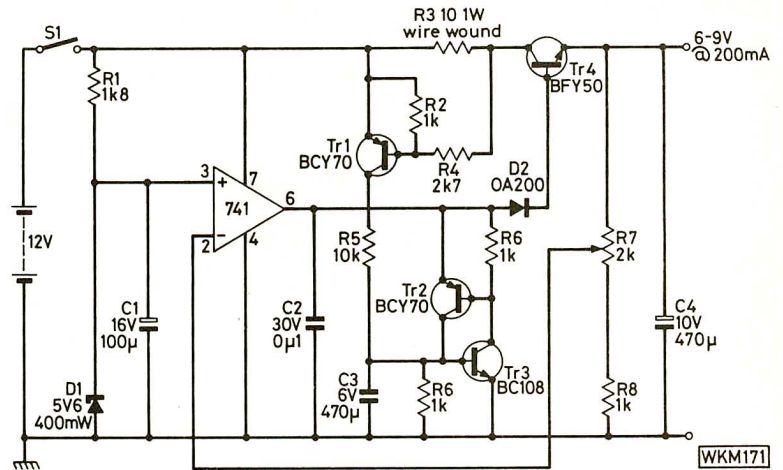 S1
R3 10 1W
wire wound
6-9V
@ 200mA
Tr4
BFY50
R1
1k8
R2
1k
Tr1
BCY70
R4
2k7
D2
OA200
3
+
7
741
6
−
2
4
12V
R5
10k
R6
1k
R7
2k
Tr2
BCY70
C1
16V
100µ
C2
30V
0µ1
C4
10V
470µ
D1
5V6
400mW
C3
6V
470µ
R6
1k
Tr3
BC108
R8
1k
WKM171